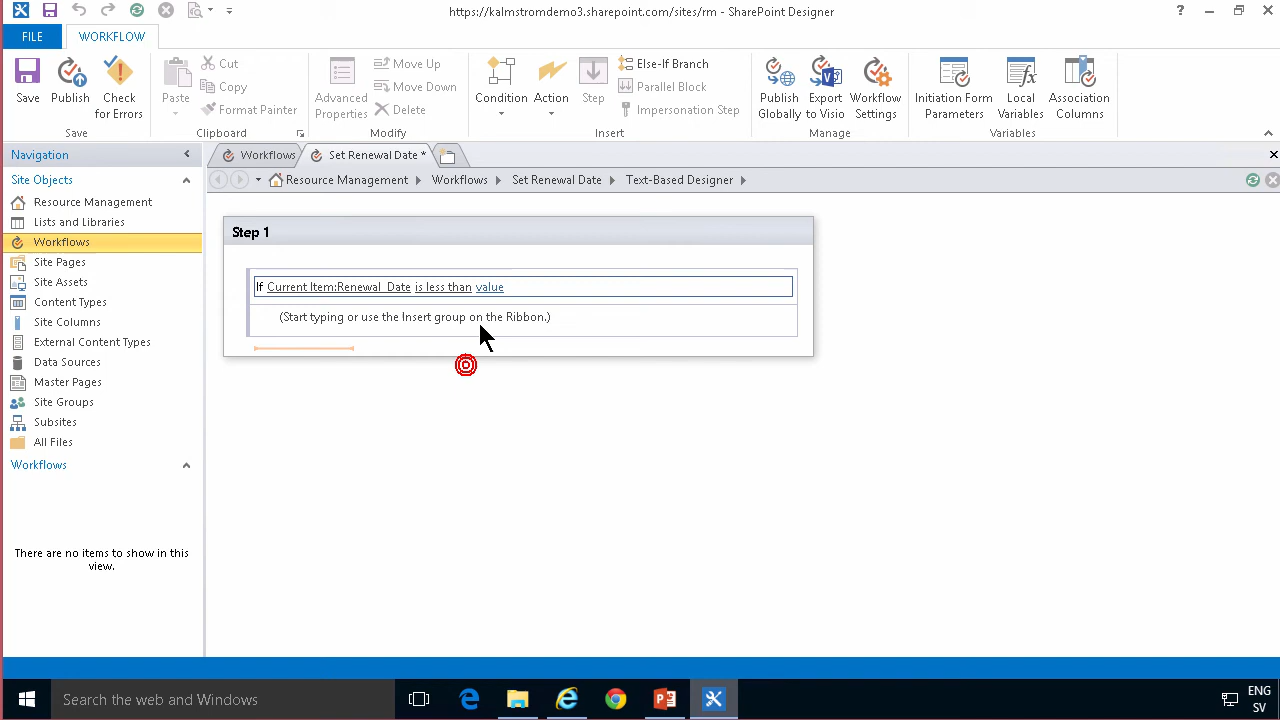 https://kalmstromdemo3.sharepoint.com/sites/rm - SharePoint Designer
?
FILE
WORKFLOW
Save
Publish
Check for Errors
Save
Paste
Cut
Copy
Format Painter
Clipboard
Advanced Properties
Move Up
Move Down
Delete
Modify
Condition
Action
Step
Else-If Branch
Parallel Block
Impersonation Step
Insert
Publish Globally
Export to Visio
Workflow Settings
Manage
Initiation Form Parameters
Local Variables
Association Columns
Variables
Navigation
Workflows
Set Renewal Date *
Site Objects
Resource Management
Workflows
Set Renewal Date
Text-Based Designer
Resource Management
Lists and Libraries
Workflows
Site Pages
Site Assets
Content Types
Site Columns
External Content Types
Data Sources
Master Pages
Site Groups
Subsites
All Files
Workflows
There are no items to show in this
view.
Step 1
If Current Item:Renewal_Date is less than value
(Start typing or use the Insert group on the Ribbon.)
Search the web and Windows
ENG
SV